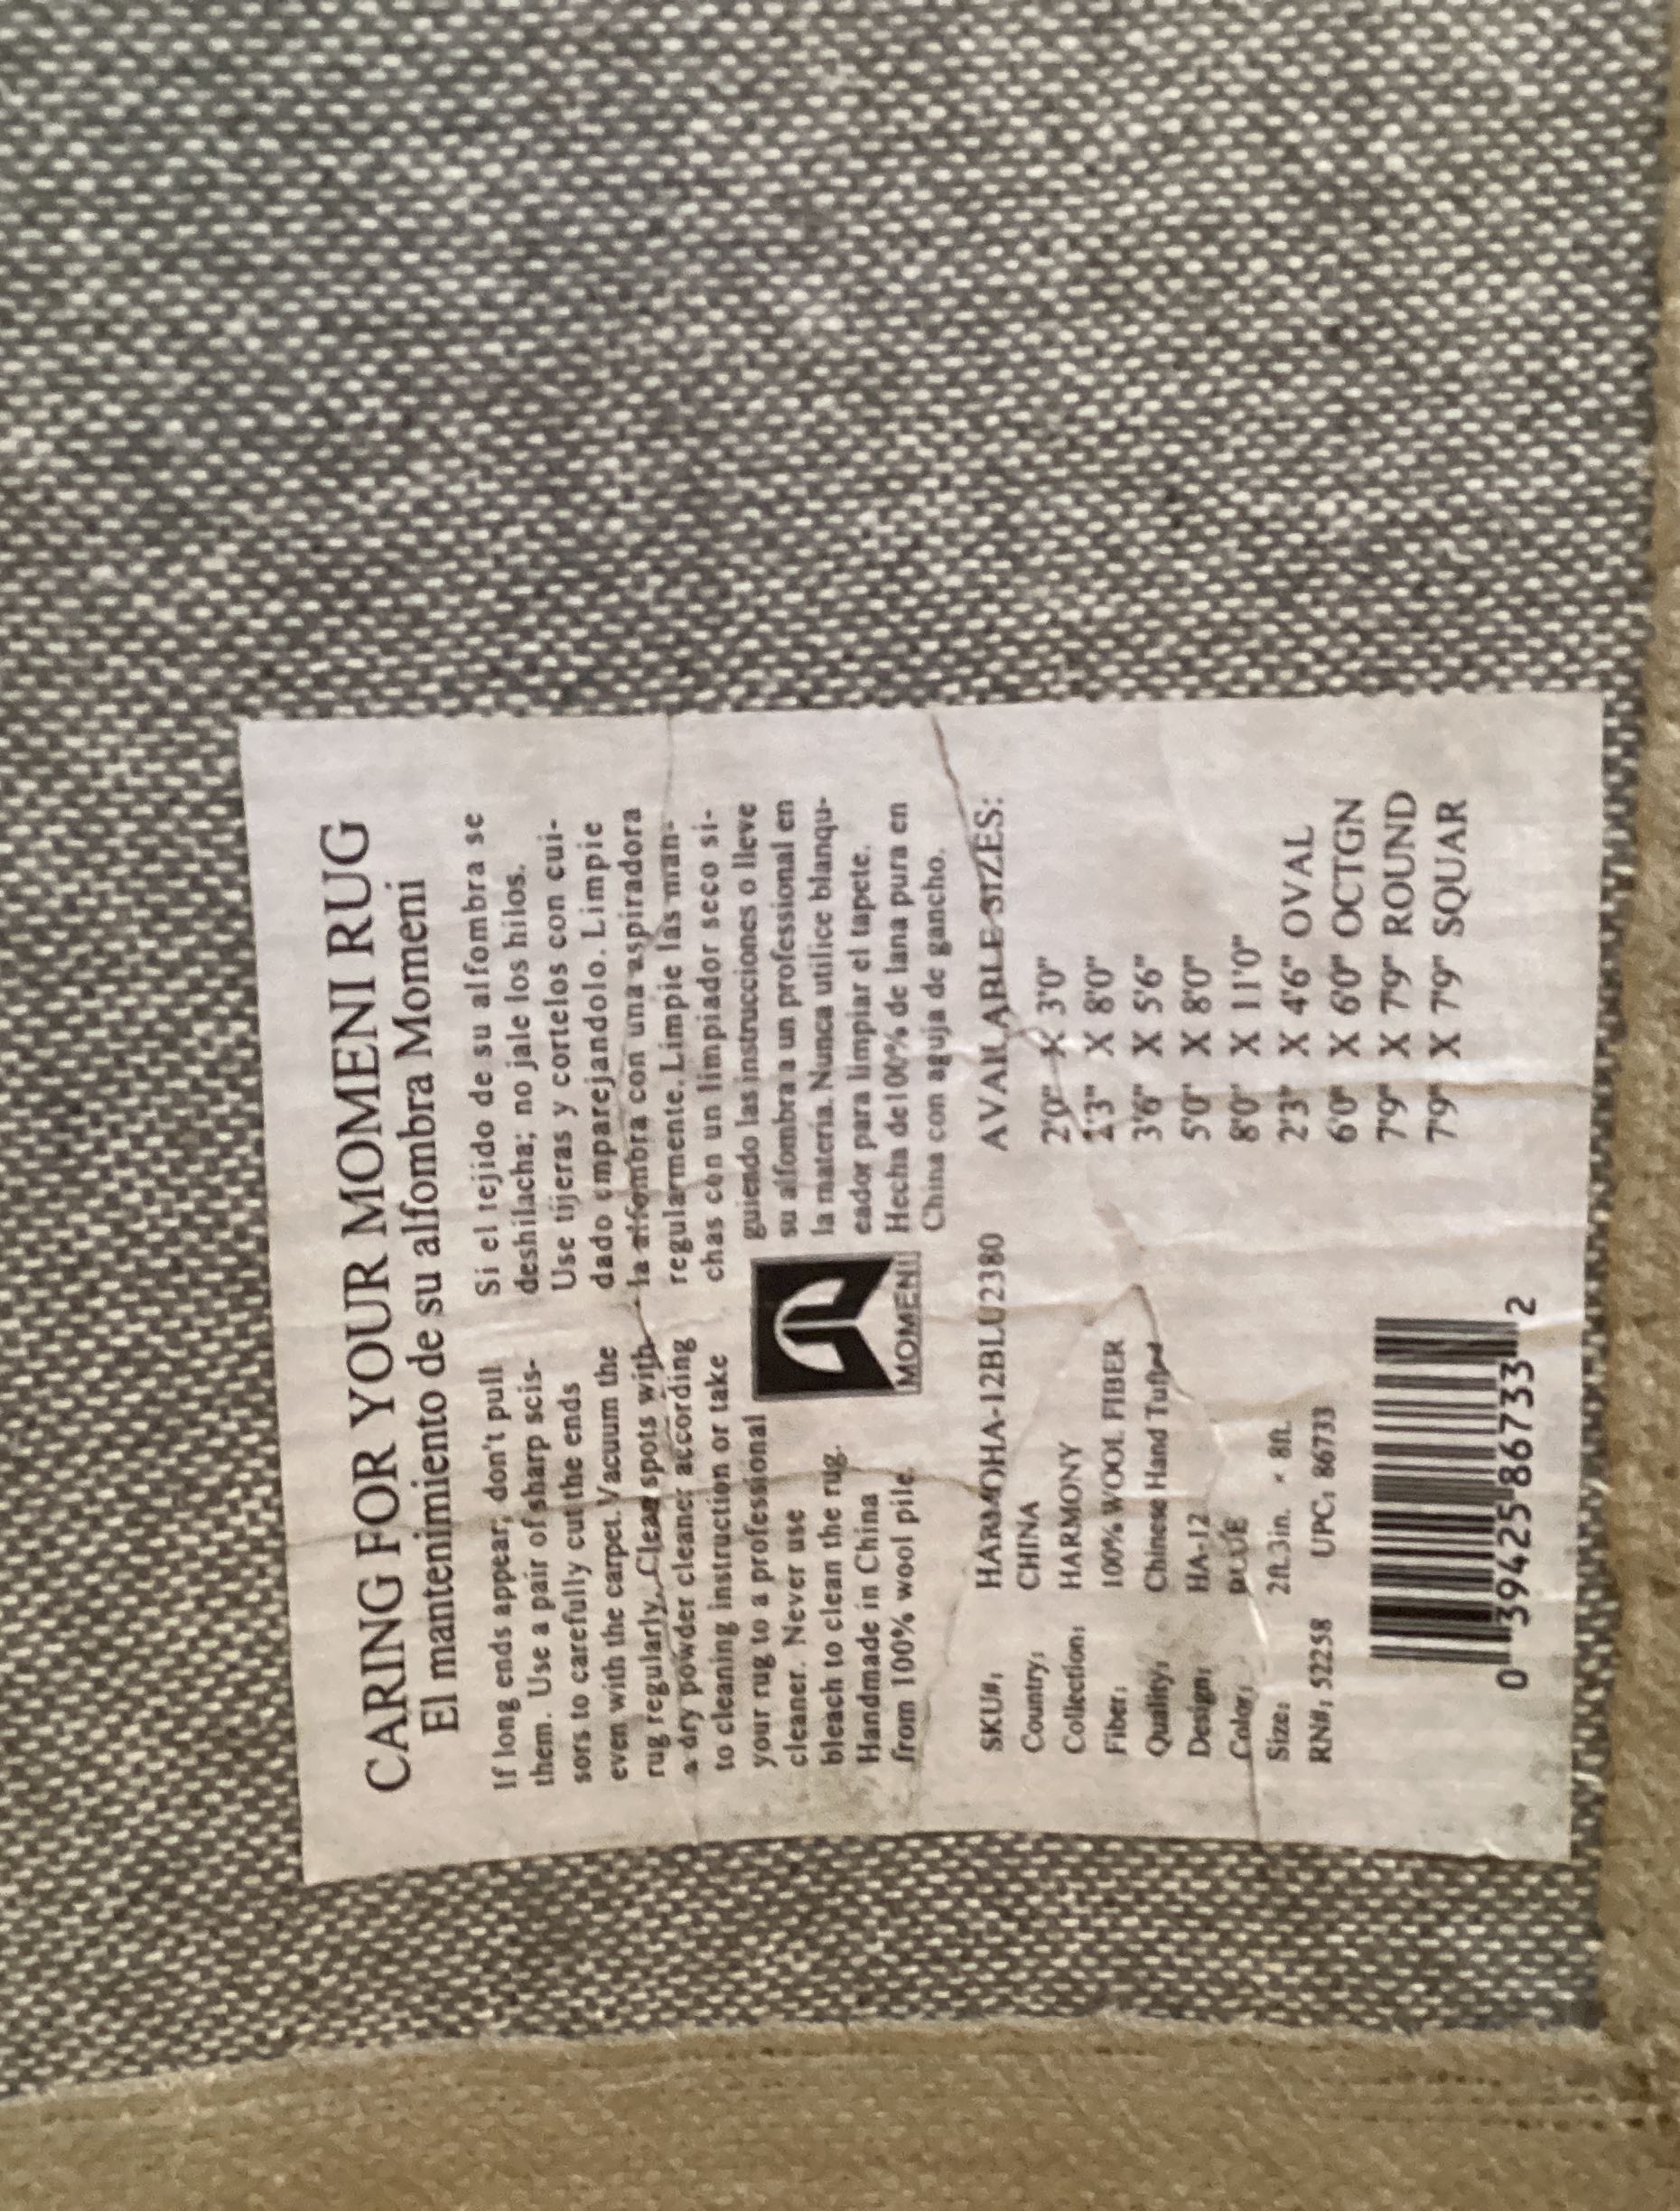 CARING FOR YOUR MOMENI RUG
El mantenimiento de su alfombra Momeni
If long ends appear, don't pull
them. Use a pair of sharp scis-
sors to carefully cut the ends
even with the carpet. Vacuum the
rug regularly. Clean spots with
a dry powder cleaner according
to cleaning instruction or take
your rug to a professional
cleaner. Never use
bleach to clean the rug.
Handmade in China
from 100% wool pile.
Si el tejido de su alfombra se
deshilacha; no jale los hilos.
Use tijeras y cortelos con cui-
dado emparejandolo. Limpie
la alfombra con una aspiradora
regularmente. Limpie las man-
chas con un limpiador seco si-
guiendo las instrucciones o lleve
su alfombra a un professional en
la materia. Nunca utilice blanqu-
eador para limpiar el tapete.
Hecha de100% de lana pura en
China con aguja de gancho.
MOMENI
SKU#: HARMOHA-12BLU2380
Country: CHINA
Collection: HARMONY
Fiber: 100% WOOL FIBER
Quality: Chinese Hand Tufted
Design: HA-12
Color: BLUE
Size: 2ft.3in. × 8ft.
RN#: 52258 UPC: 86733
AVAILABLE SIZES:
2'0" X 3'0"
2'3" X 8'0"
3'6" X 5'6"
5'0" X 8'0"
8'0" X 11'0"
2'3" X 4'6" OVAL
6'0" X 6'0" OCTGN
7'9" X 7'9" ROUND
7'9" X 7'9" SQUAR
0 39425 86733 2